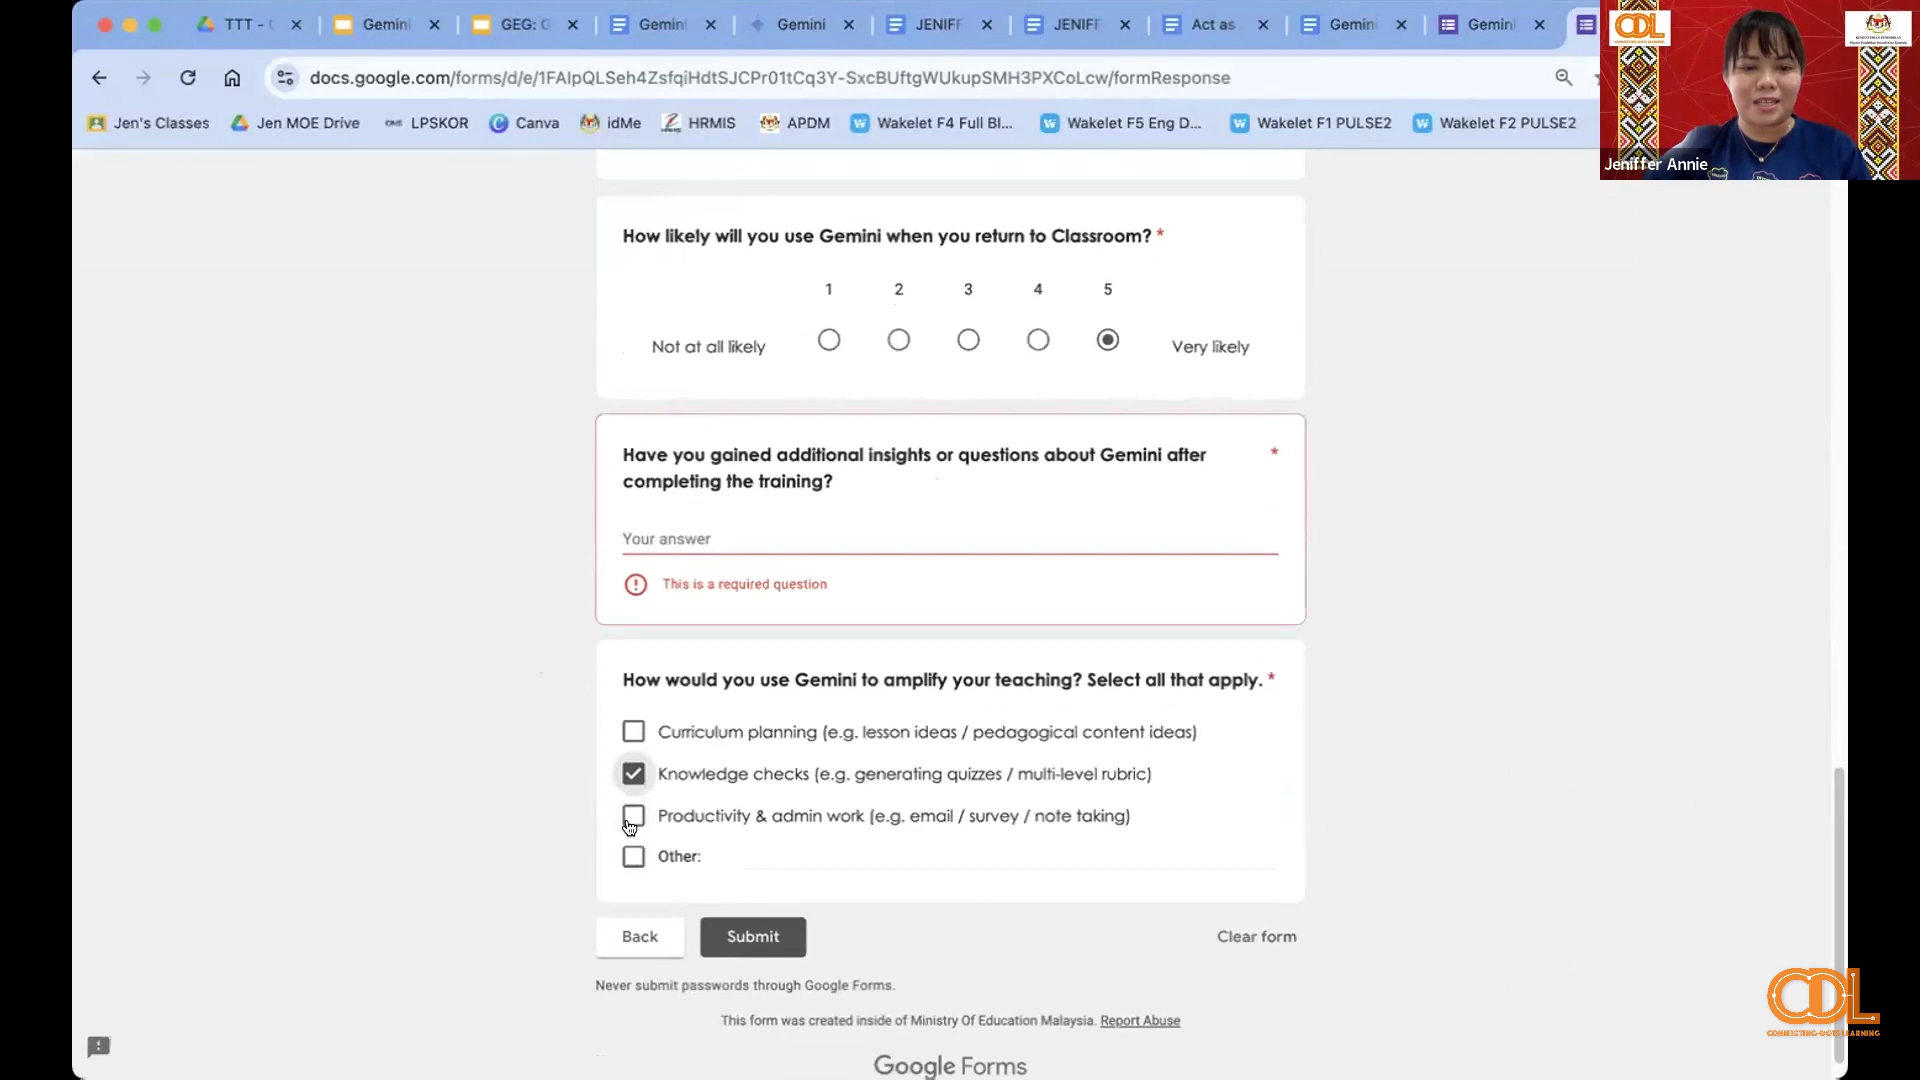 TTT -
Gemini
GEG: G
Gemini
Gemini
JENIFF
JENIFF
Act as
Gemini
Gemini
docs.google.com/forms/d/e/1FAIpQLSeh4ZsfqiHdtSJCPr01tCq3Y-SxcBUftgWUkupSMH3PXCoLcw/formResponse
Jen's Classes
Jen MOE Drive
LPSKOR
Canva
idMe
HRMIS
APDM
Wakelet F4 Full Bl...
Wakelet F5 Eng D...
Wakelet F1 PULSE2
Wakelet F2 PULSE2
CDL
Jeniffer Annie
How likely will you use Gemini when you return to Classroom? *
1 2 3 4 5
Not at all likely
Very likely
Have you gained additional insights or questions about Gemini after *
completing the training?
Your answer
This is a required question
How would you use Gemini to amplify your teaching? Select all that apply. *
Curriculum planning (e.g. lesson ideas / pedagogical content ideas)
Knowledge checks (e.g. generating quizzes / multi-level rubric)
Productivity & admin work (e.g. email / survey / note taking)
Other:
Back
Submit
Clear form
Never submit passwords through Google Forms.
This form was created inside of Ministry Of Education Malaysia. Report Abuse
Google Forms
CDL
CONNECTING-DOTS LEARNING